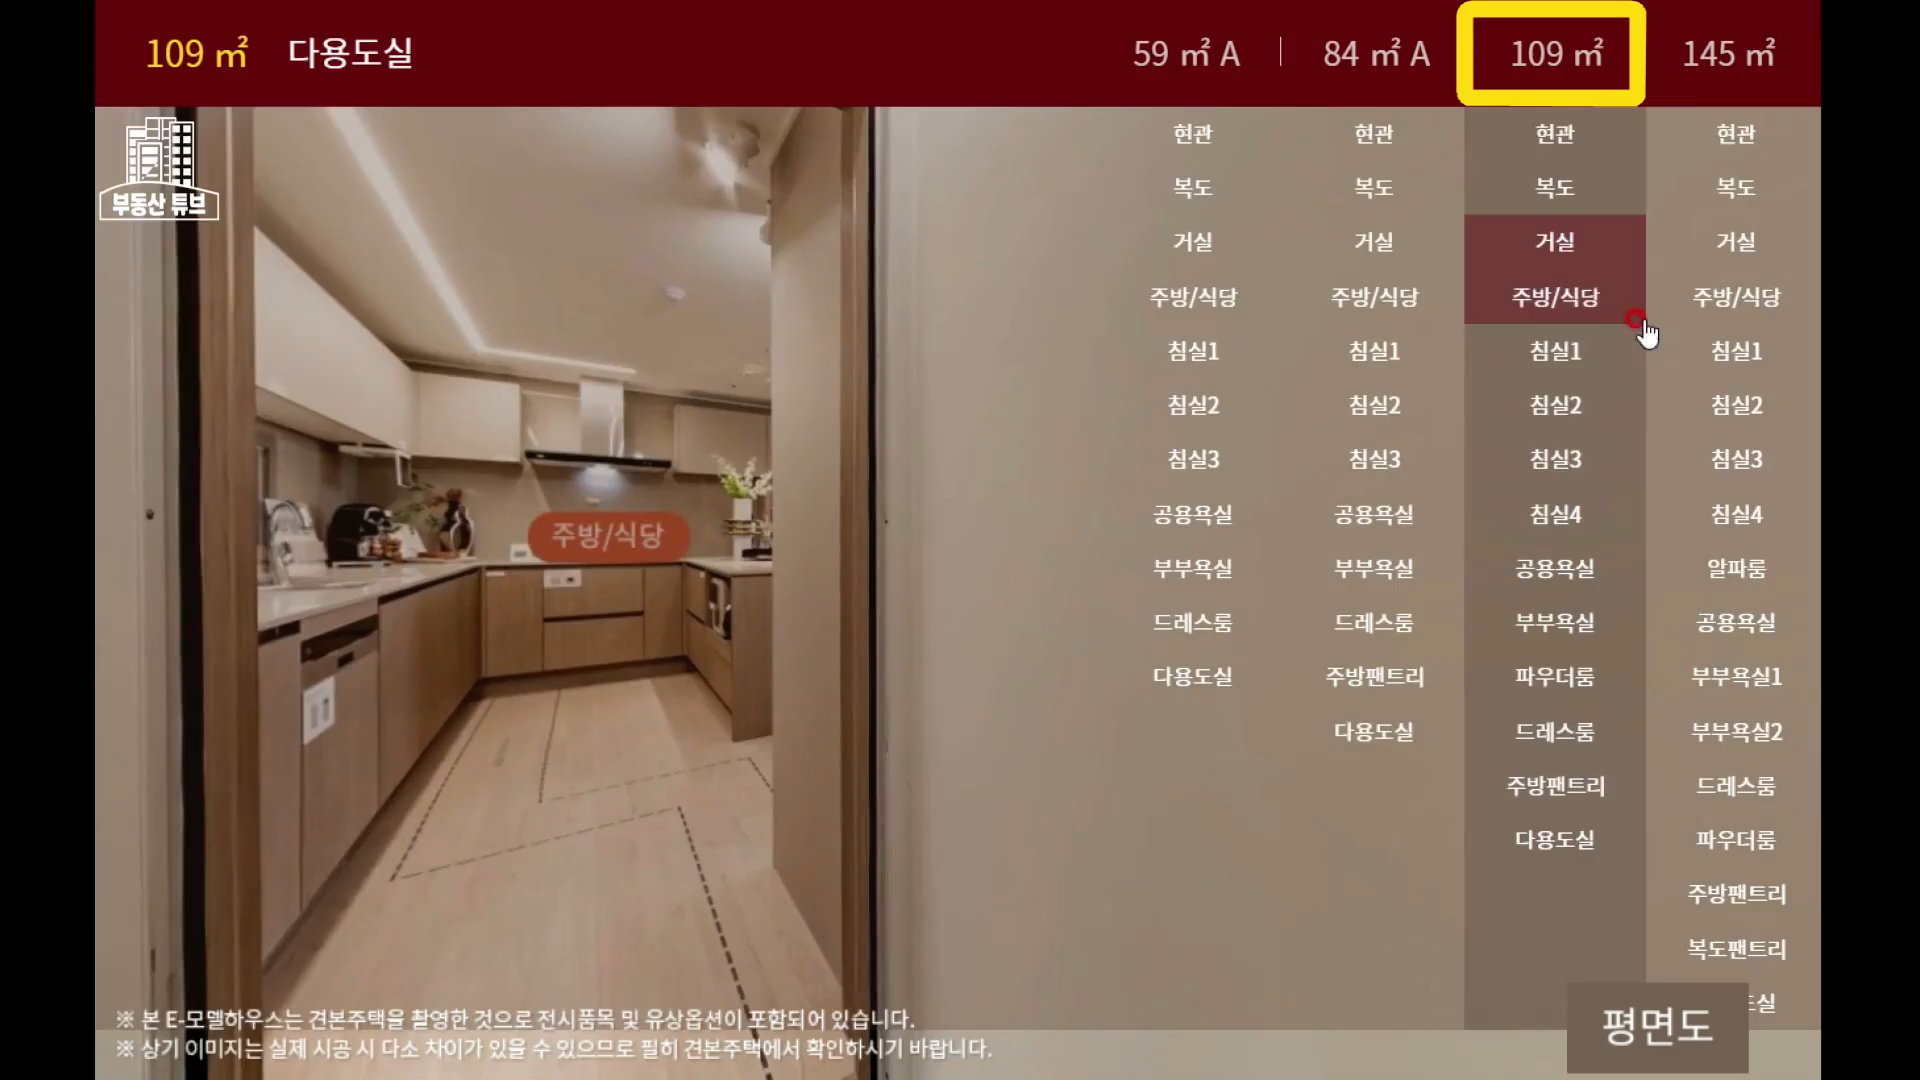 109 ㎡ 다용도실
59 ㎡ A
84 ㎡ A
109 ㎡
145 ㎡
부동산 튜브
현관
복도
거실
주방/식당
침실1
침실2
침실3
공용욕실
부부욕실
드레스룸
다용도실
현관
복도
거실
주방/식당
침실1
침실2
침실3
공용욕실
부부욕실
드레스룸
주방팬트리
다용도실
현관
복도
거실
주방/식당
침실1
침실2
침실3
침실4
공용욕실
부부욕실
파우더룸
드레스룸
주방팬트리
다용도실
현관
복도
거실
주방/식당
침실1
침실2
침실3
침실4
알파룸
공용욕실
부부욕실1
부부욕실2
드레스룸
파우더룸
주방팬트리
복도팬트리
주방/식당
평면도
※ 본 E-모델하우스는 견본주택을 촬영한 것으로 전시품목 및 유상옵션이 포함되어 있습니다.
※ 상기 이미지는 실제 시공 시 다소 차이가 있을 수 있으므로 필히 견본주택에서 확인하시기 바랍니다.